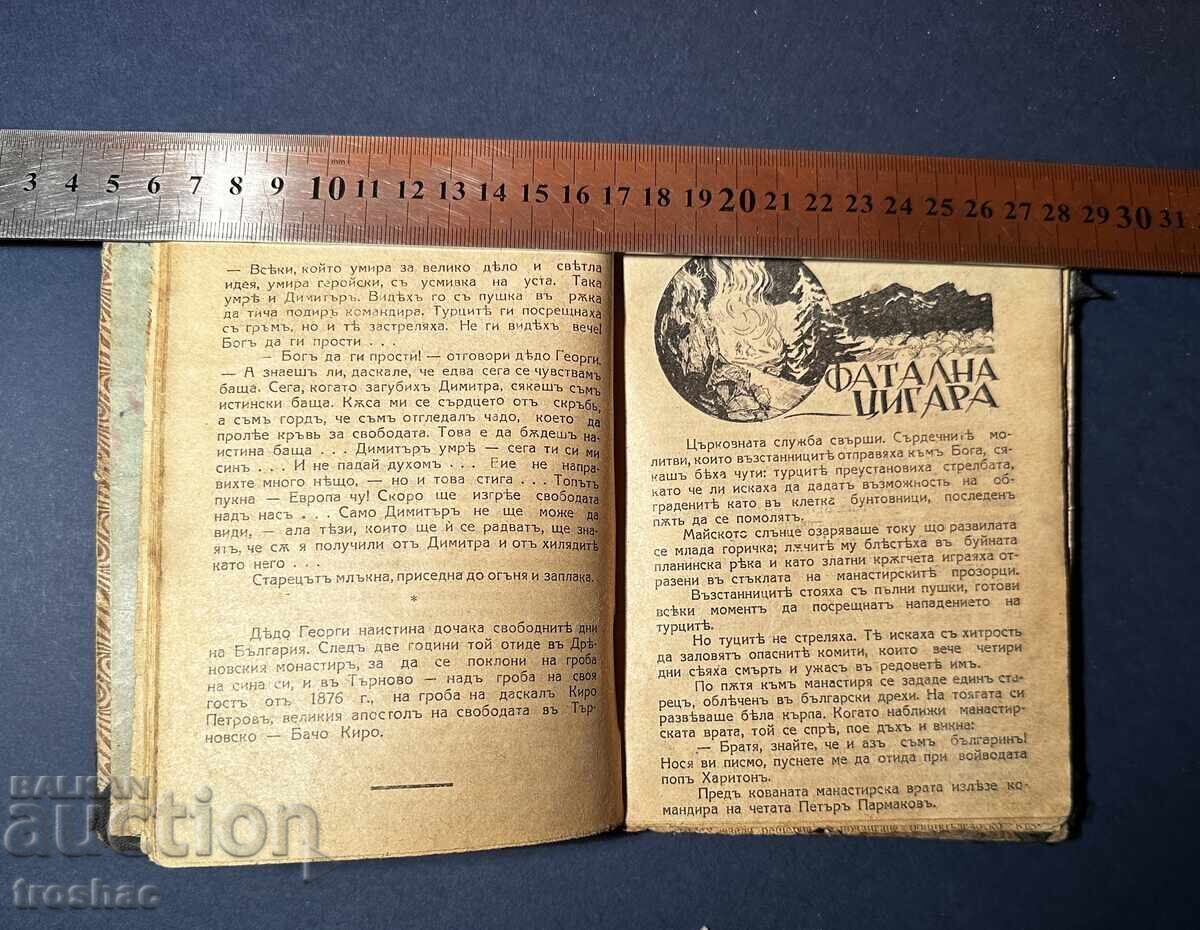 3 4 5 6 7 8 9 10 11 12 13 14 15 16 17 18 19 20 21 22 23 24 25 26 27 28 29 30 31
mm
— Всѣки, който умира за велико дѣло и свѣтла
идея, умира геройски, съ усмивка на уста. Така
умрѣ и Димитъръ. Видѣхъ го съ пушка въ рѫка
да тича подиръ командира. Турцитѣ ги посрещнаха
съ гръмъ, но и тѣ застреляха. Не ги видѣхъ вече!
Богъ да ги прости . . .
— Богъ да ги прости! — отговори дѣдо Георги.
— А знаешъ ли, даскале, че едва сега се чувствамъ
баща. Сега, когато загубихъ Димитра, сякашъ съмъ
истински баща. Кѫса ми се сърдцето отъ скръбь,
а съмъ гордъ, че съмъ отгледалъ чадо, което да
пролѣе кръвь за свободата. Това е да бѫдешъ на-
истина баща . . . Димитъръ умрѣ — сега ти си ми
синъ . . . И не падай духомъ . . . Вие не напра-
вихте много нѣщо, — но и това стига . . . Топътъ
пукна — Европа чу! Скоро ще изгрѣе свободата
надъ насъ . . . Само Димитъръ не ще може да
види, — ала тѣзи, които ще ѝ се радватъ, ще зна-
ятъ, че сѫ я получили отъ Димитра и отъ хилядитѣ
като него . . .
Старецътъ млъкна, приседна до огъня и заплака.
*
Дѣдо Георги наистина дочака свободнитѣ дни
на България. Следъ две години той отиде въ Дрѣ-
новския монастиръ, за да се поклони на гроба
на сина си, и въ Търново — надъ гроба на своя
гость отъ 1876 г., на гроба на даскалъ Киро
Петровъ, великия апостолъ на свободата въ Тър-
новско — Бачо Киро.
ФАТАЛНА
ЦИГАРА
Църковната служба свърши. Сърдечнитѣ мо-
литви, които възстанницитѣ отправяха къмъ Бога, ся-
кашъ бѣха чути: турцитѣ преустановиха стрелбата,
като че ли искаха да дадатъ възможность на об-
граденитѣ като въ клетка бунтовници, последенъ
пѫть да се помолятъ.
Майското слънце озаряваше току що развилата
се млада горичка; лѫчитѣ му блѣстѣха въ буйната
планинска рѣка и като златни крѫгчета играяха от-
разени въ стъклата на манастирскитѣ прозорци.
Възстанницитѣ стояха съ пълни пушки, готови
всѣки моментъ да посрещнатъ нападението на
турцитѣ.
Но туцитѣ не стреляха. Тѣ искаха съ хитрость
да заловятъ опаснитѣ комити, които вече четири
дни сѣяха смърть и ужасъ въ редоветѣ имъ.
По пѫтя къмъ манастиря се зададе единъ ста-
рецъ, облѣченъ въ български дрехи. На тоягата си
развѣваше бѣла кърпа. Когато наближи манастир-
ската врата, той се спрѣ, пое дъхъ и викна:
— Братя, знайте, че и азъ съмъ българинъ!
Нося ви писмо, пуснете ме да отида при войводата
попъ Харитонъ.
Предъ кованата манастирска врата излѣзе ко-
мандира на четата Петъръ Пармаковъ.
BALKAN
auction
troshac